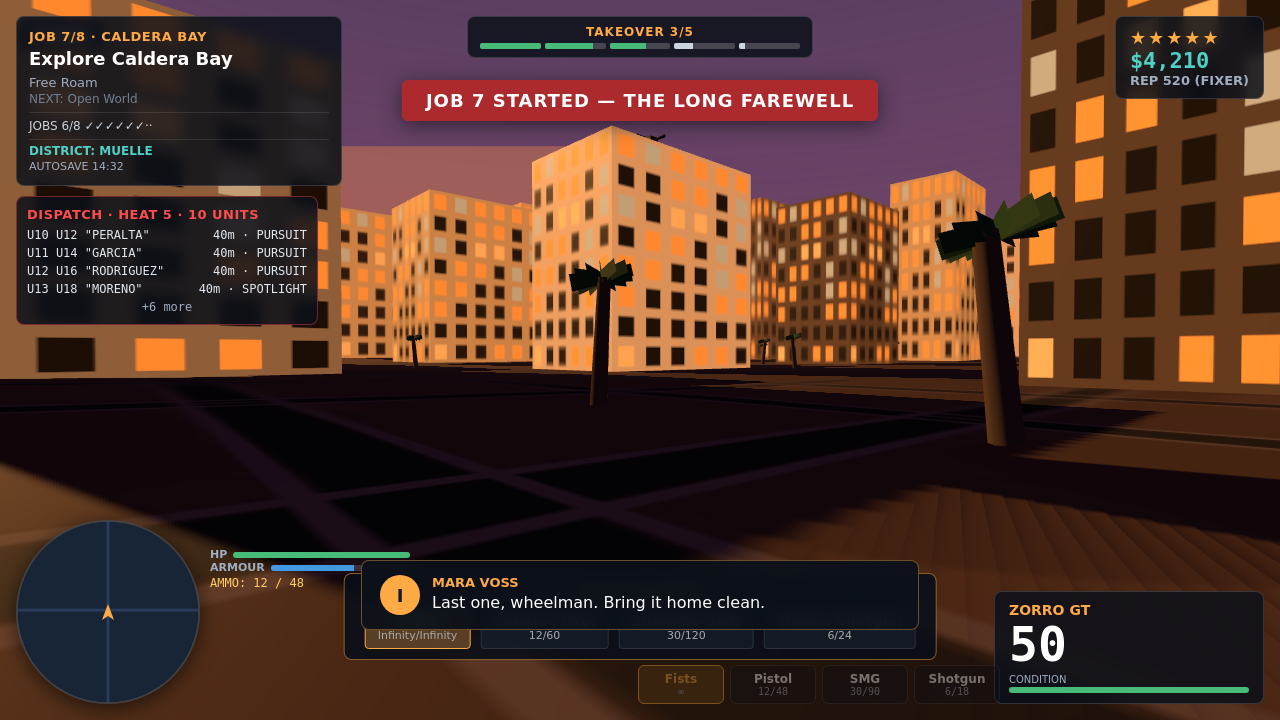 JOB 7/8 · CALDERA BAY
Explore Caldera Bay
Free Roam
NEXT: Open World
JOBS 6/8 ✓✓✓✓✓✓··
DISTRICT: MUELLE
AUTOSAVE 14:32
DISPATCH · HEAT 5 · 10 UNITS
U10 U12 "PERALTA" 40m · PURSUIT
U11 U14 "GARCIA" 40m · PURSUIT
U12 U16 "RODRIGUEZ" 40m · PURSUIT
U13 U18 "MORENO" 40m · SPOTLIGHT
+6 more
TAKEOVER 3/5
JOB 7 STARTED — THE LONG FAREWELL
★★★★★
$4,210
REP 520 (FIXER)
HP
ARMOUR
AMMO: 12 / 48
I
MARA VOSS
Last one, wheelman. Bring it home clean.
Infinity/Infinity 12/60 30/120 6/24
Fists Pistol SMG Shotgun
∞ 12/48 30/90 6/18
ZORRO GT
50
CONDITION